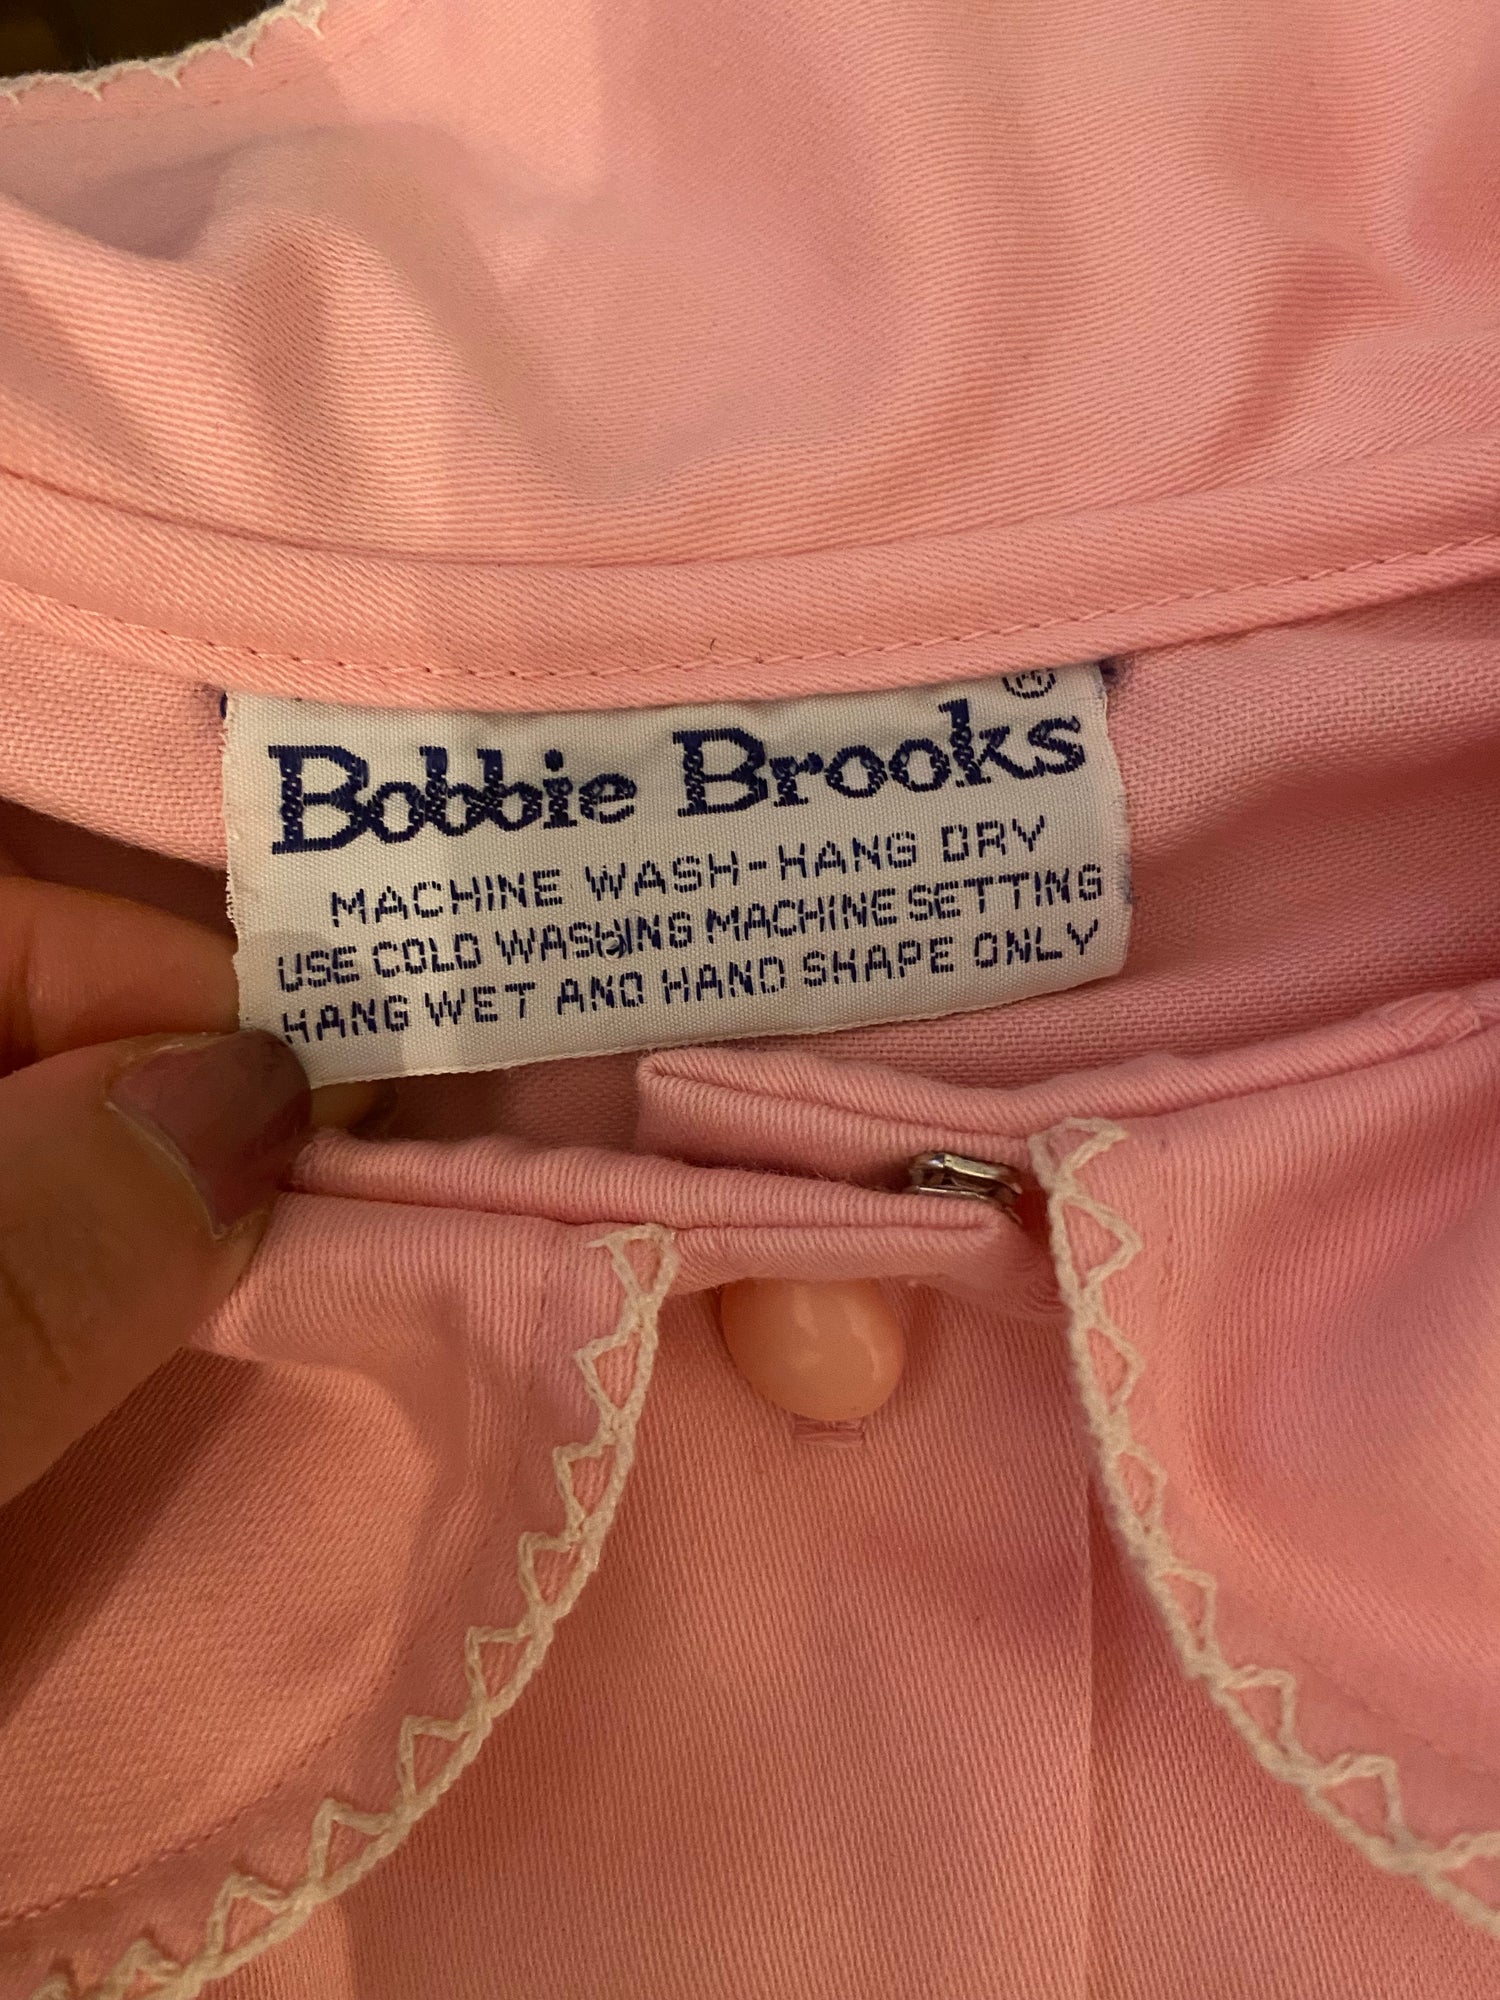 Bobbie Brooks®
MACHINE WASH-HANG DRY
USE COLD WASHING MACHINE SETTING
HANG WET AND HAND SHAPE ONLY